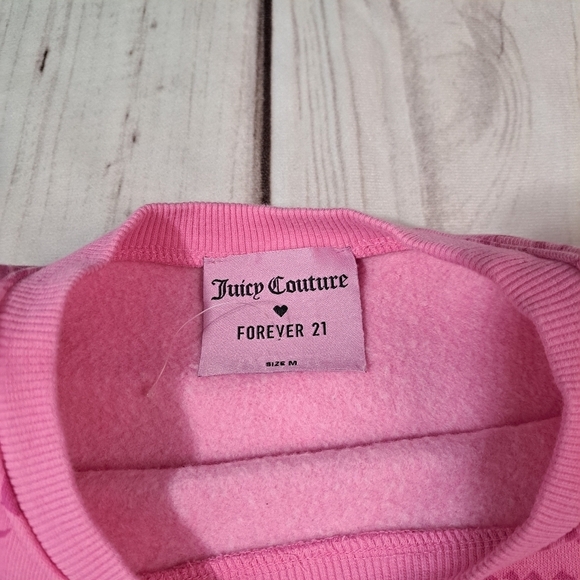 Juicy Couture
♥
FOREVER 21
SIZE M